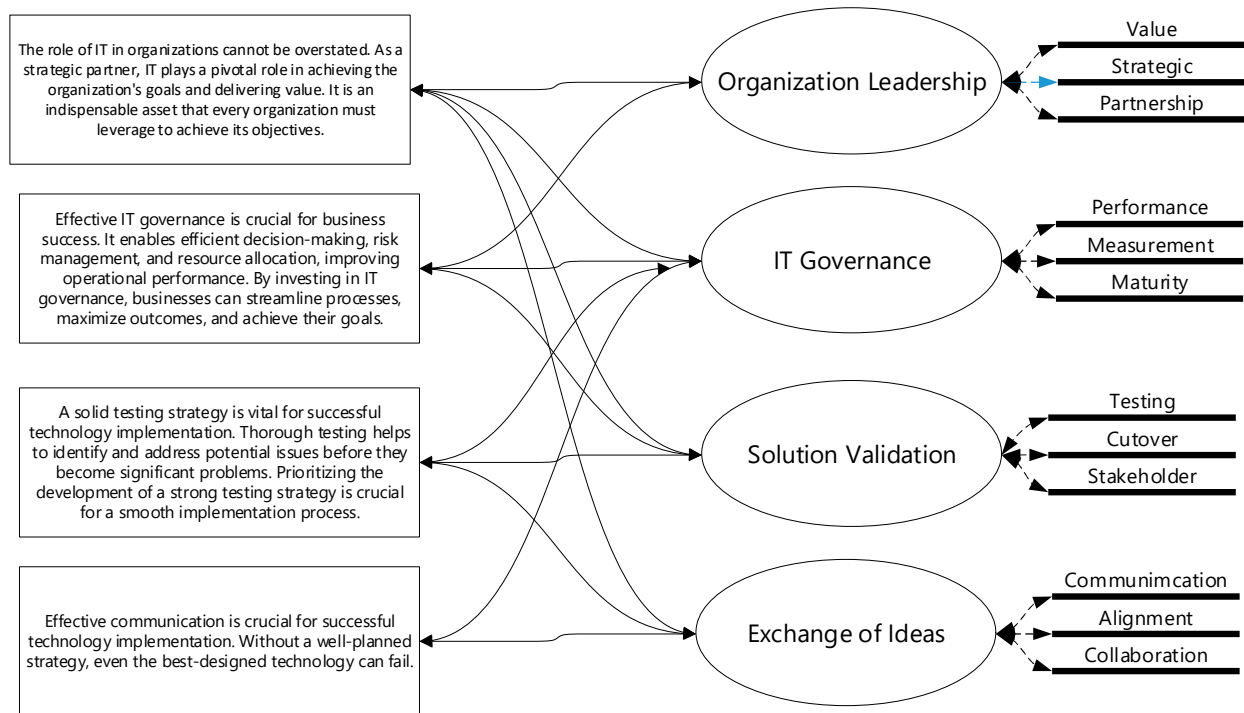 The role of IT in organizations cannot be overstated. As a
strategic partner, IT plays a pivotal role in achieving the
organization's goals and delivering value. It is an
indispensable asset that every organization must
leverage to achieve its objectives.
Organization Leadership
Value
Strategic
Partnership
Effective IT governance is crucial for business
success. It enables efficient decision-making, risk
management, and resource allocation, improving
operational performance. By investing in IT
governance, businesses can streamline processes,
maximize outcomes, and achieve their goals.
IT Governance
Performance
Measurement
Maturity
A solid testing strategy is vital for successful
technology implementation. Thorough testing helps
to identify and address potential issues before they
become significant problems. Prioritizing the
development of a strong testing strategy is crucial
for a smooth implementation process.
Solution Validation
Testing
Cutover
Stakeholder
Effective communication is crucial for successful
technology implementation. Without a well-planned
strategy, even the best-designed technology can fail.
Exchange of Ideas
Communimcation
Alignment
Collaboration